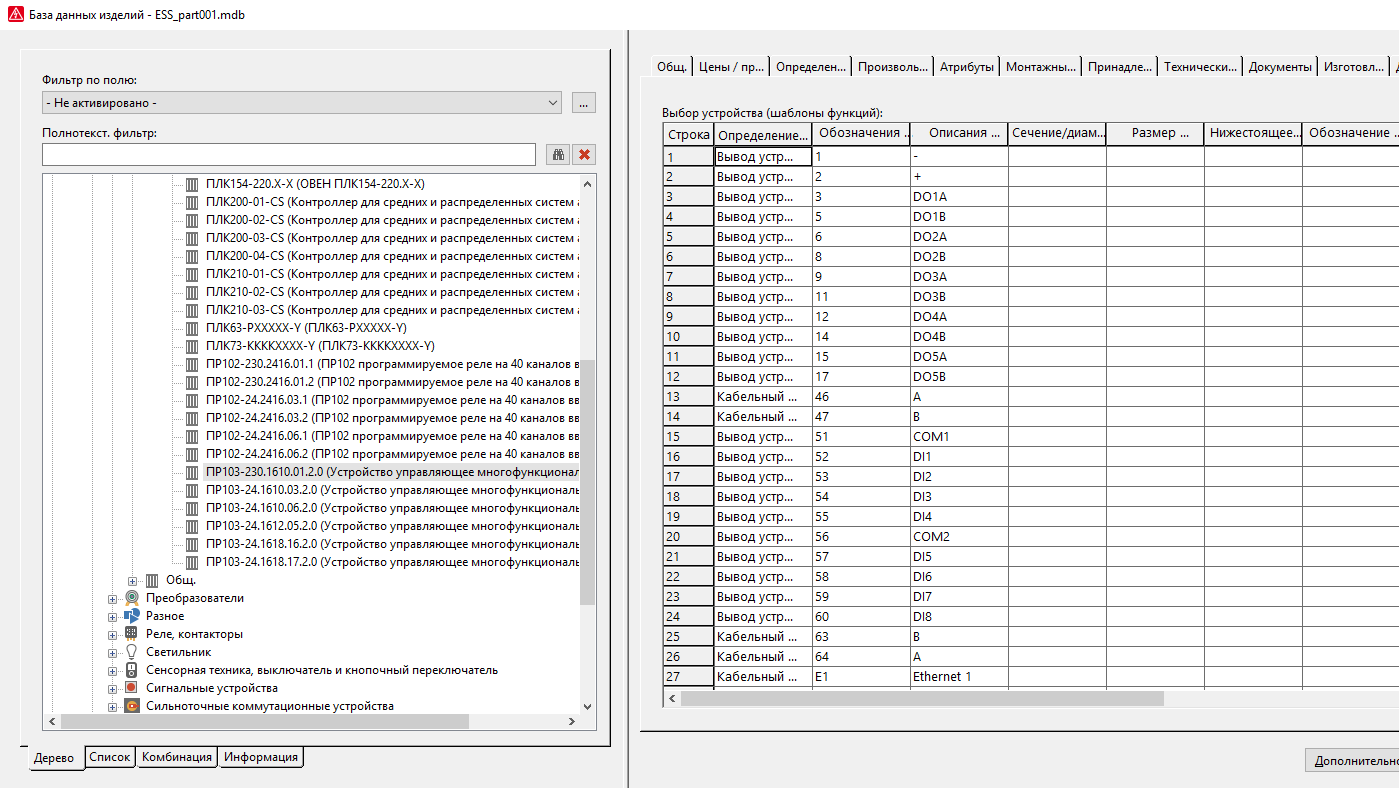 База данных изделий - ESS_part001.mdb
Фильтр по полю:
- Не активировано -
...
Полнотекст. фильтр:
ПЛК154-220.X-X (ОВЕН ПЛК154-220.X-X)
ПЛК200-01-CS (Контроллер для средних и распределенных систем а
ПЛК200-02-CS (Контроллер для средних и распределенных систем а
ПЛК200-03-CS (Контроллер для средних и распределенных систем а
ПЛК200-04-CS (Контроллер для средних и распределенных систем а
ПЛК210-01-CS (Контроллер для средних и распределенных систем а
ПЛК210-02-CS (Контроллер для средних и распределенных систем а
ПЛК210-03-CS (Контроллер для средних и распределенных систем а
ПЛК63-PXXXXX-Y (ПЛК63-PXXXXX-Y)
ПЛК73-KKKKXXXX-Y (ПЛК73-KKKKXXXX-Y)
ПР102-230.2416.01.1 (ПР102 программируемое реле на 40 каналов вв
ПР102-230.2416.01.2 (ПР102 программируемое реле на 40 каналов вв
ПР102-24.2416.03.1 (ПР102 программируемое реле на 40 каналов вв
ПР102-24.2416.03.2 (ПР102 программируемое реле на 40 каналов вв
ПР102-24.2416.06.1 (ПР102 программируемое реле на 40 каналов вв
ПР102-24.2416.06.2 (ПР102 программируемое реле на 40 каналов вв
ПР103-230.1610.01.2.0 (Устройство управляющее многофункционал
ПР103-24.1610.03.2.0 (Устройство управляющее многофункциональ
ПР103-24.1610.06.2.0 (Устройство управляющее многофункциональ
ПР103-24.1612.05.2.0 (Устройство управляющее многофункциональ
ПР103-24.1618.16.2.0 (Устройство управляющее многофункциональ
ПР103-24.1618.17.2.0 (Устройство управляющее многофункциональ
Общ.
Преобразователи
Разное
Реле, контакторы
Светильник
Сенсорная техника, выключатель и кнопочный переключатель
Сигнальные устройства
Сильноточные коммутационные устройства
Дерево Список Комбинация Информация
Общ. Цены / пр... Определен... Произволь... Атрибуты Монтажны... Принадле... Технически... Документы Изготовл...
Выбор устройства (шаблоны функций):
Строка Определение... Обозначения ... Описания ... Сечение/диам... Размер ... Нижестоящее... Обозначение ...
1 Вывод устр... 1 -
2 Вывод устр... 2 +
3 Вывод устр... 3 DO1A
4 Вывод устр... 5 DO1B
5 Вывод устр... 6 DO2A
6 Вывод устр... 8 DO2B
7 Вывод устр... 9 DO3A
8 Вывод устр... 11 DO3B
9 Вывод устр... 12 DO4A
10 Вывод устр... 14 DO4B
11 Вывод устр... 15 DO5A
12 Вывод устр... 17 DO5B
13 Кабельный ... 46 A
14 Кабельный ... 47 B
15 Вывод устр... 51 COM1
16 Вывод устр... 52 DI1
17 Вывод устр... 53 DI2
18 Вывод устр... 54 DI3
19 Вывод устр... 55 DI4
20 Вывод устр... 56 COM2
21 Вывод устр... 57 DI5
22 Вывод устр... 58 DI6
23 Вывод устр... 59 DI7
24 Вывод устр... 60 DI8
25 Кабельный ... 63 B
26 Кабельный ... 64 A
27 Кабельный ... E1 Ethernet 1
Дополнительно